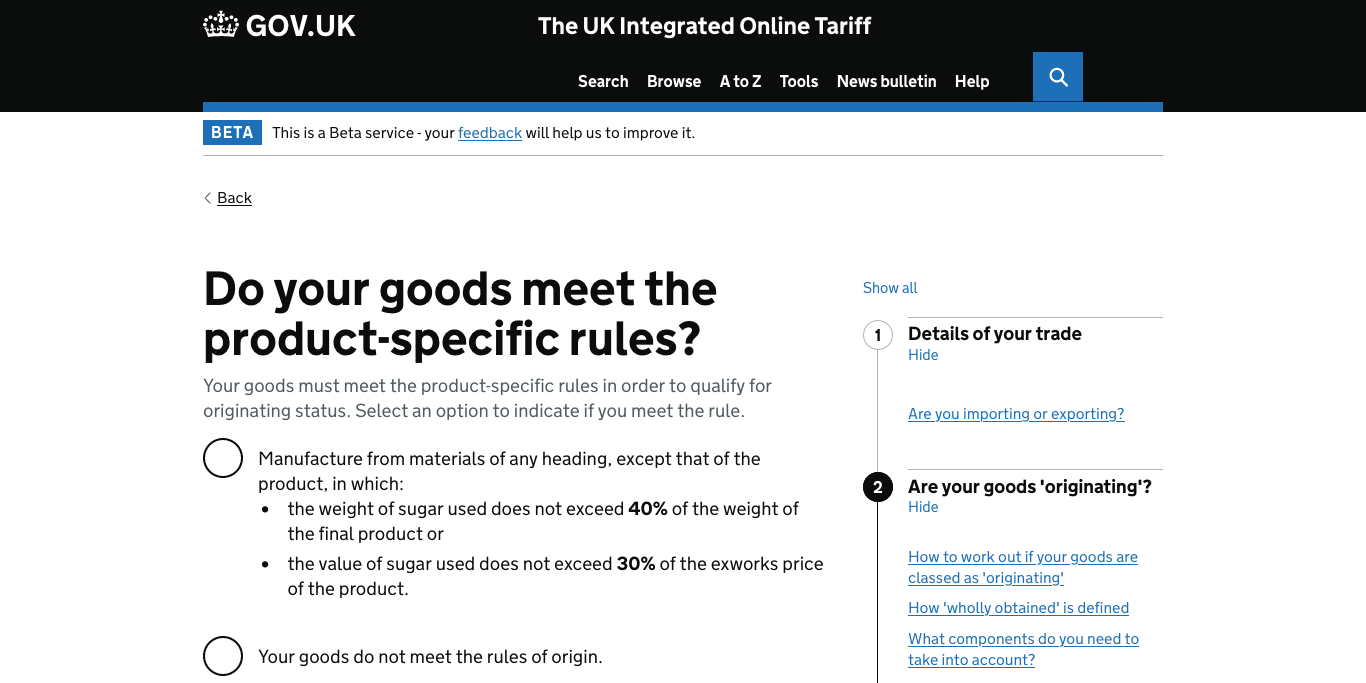 GOV.UK
The UK Integrated Online Tariff
Search Browse A to Z Tools News bulletin Help
BETA This is a Beta service - your feedback will help us to improve it.
Back
Do your goods meet the
product-specific rules?
Your goods must meet the product-specific rules in order to qualify for
originating status. Select an option to indicate if you meet the rule.
Manufacture from materials of any heading, except that of the
product, in which:
• the weight of sugar used does not exceed 40% of the weight of
the final product or
• the value of sugar used does not exceed 30% of the exworks price
of the product.
Your goods do not meet the rules of origin.
Show all
1 Details of your trade
Hide
Are you importing or exporting?
2 Are your goods 'originating'?
Hide
How to work out if your goods are
classed as 'originating'
How 'wholly obtained' is defined
What components do you need to
take into account?